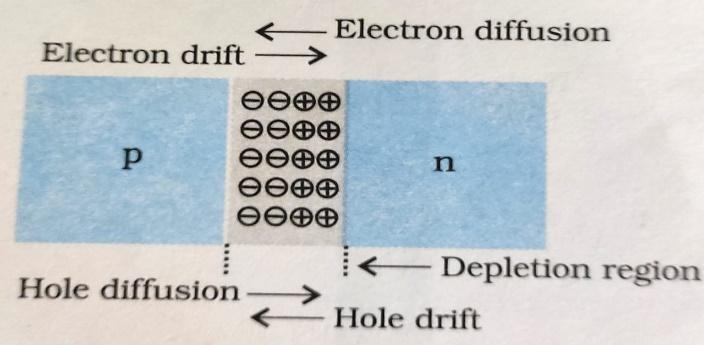 Electron diffusion
Electron drift
⊖⊖⊕⊕
⊖⊖⊕⊕
p ⊖⊖⊕⊕ n
⊖⊖⊕⊕
⊖⊖⊕⊕
Depletion region
Hole diffusion
Hole drift